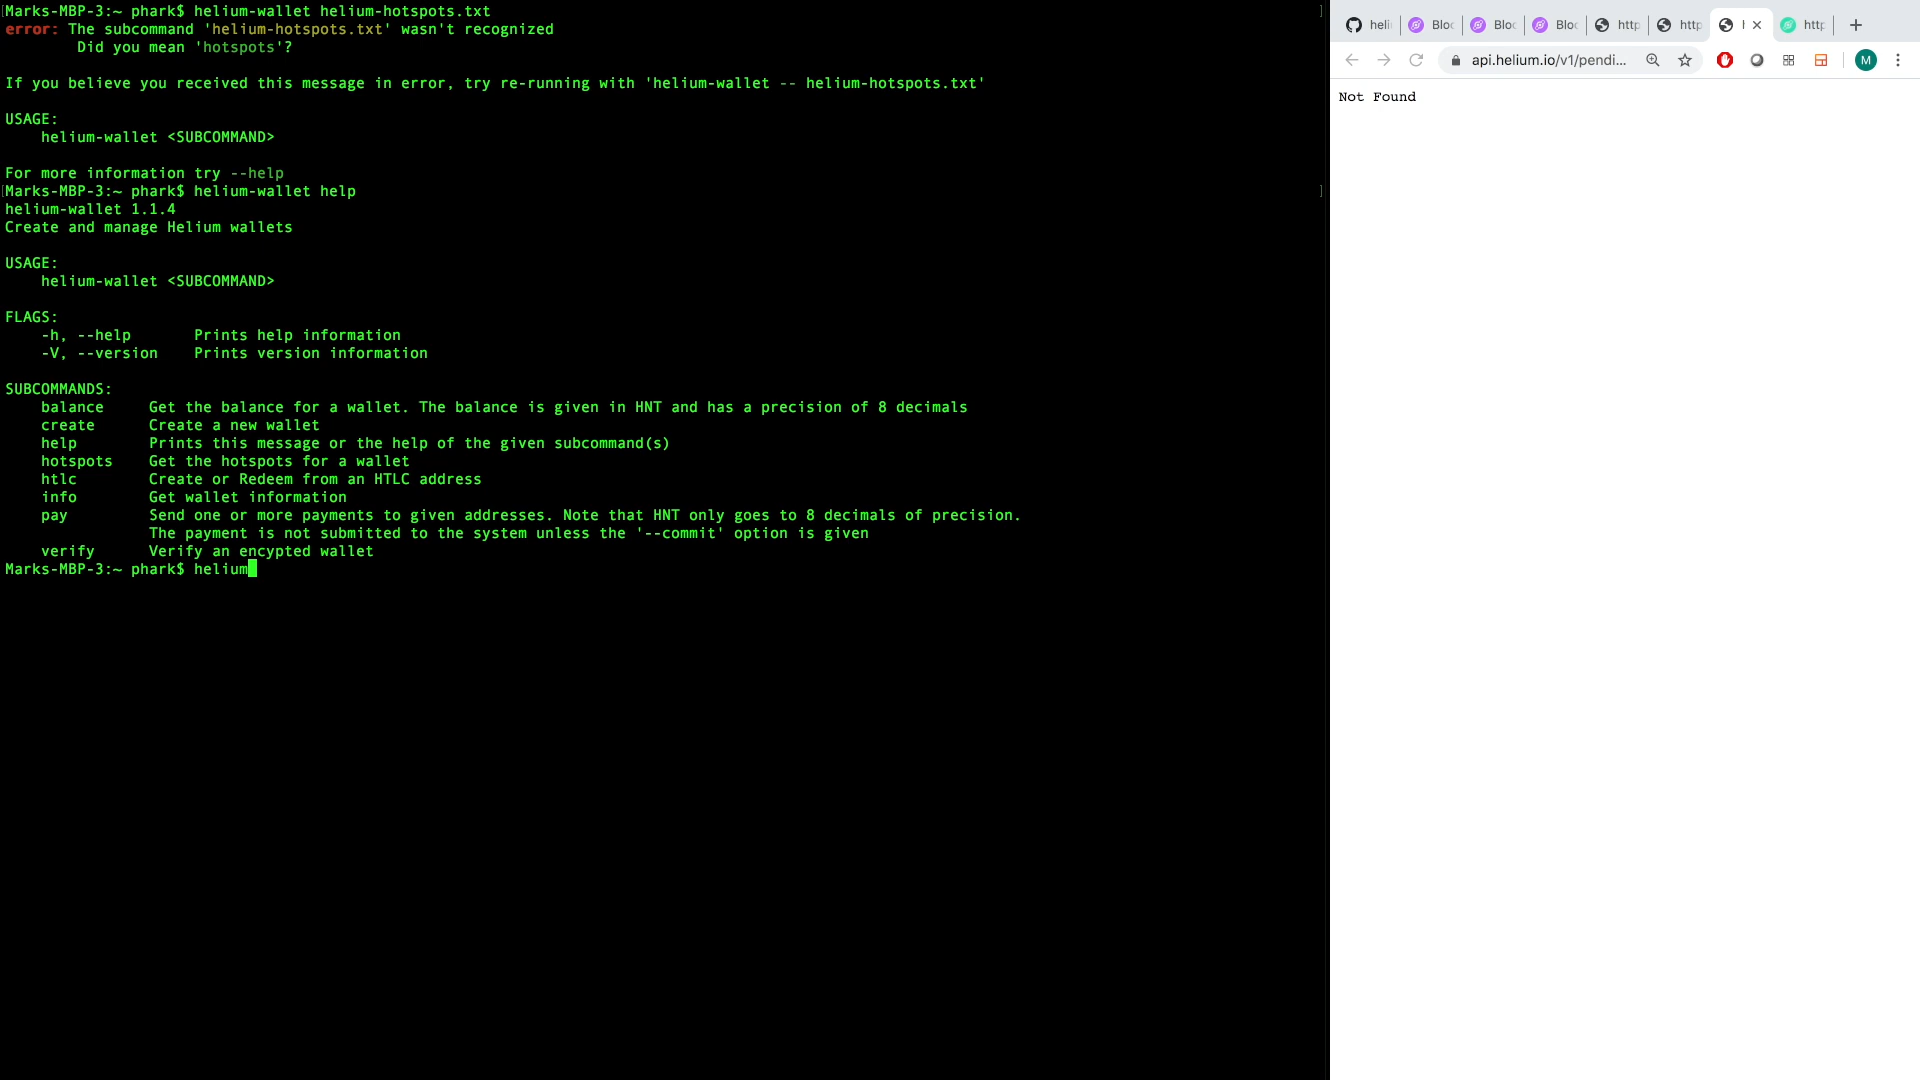 Marks-MBP-3:~ phark$ helium-wallet helium-hotspots.txt
error: The subcommand 'helium-hotspots.txt' wasn't recognized
        Did you mean 'hotspots'?
If you believe you received this message in error, try re-running with 'helium-wallet -- helium-hotspots.txt'
USAGE:
    helium-wallet <SUBCOMMAND>
For more information try --help
Marks-MBP-3:~ phark$ helium-wallet help
helium-wallet 1.1.4
Create and manage Helium wallets
USAGE:
    helium-wallet <SUBCOMMAND>
FLAGS:
    -h, --help       Prints help information
    -V, --version    Prints version information
SUBCOMMANDS:
    balance     Get the balance for a wallet. The balance is given in HNT and has a precision of 8 decimals
    create      Create a new wallet
    help        Prints this message or the help of the given subcommand(s)
    hotspots    Get the hotspots for a wallet
    htlc        Create or Redeem from an HTLC address
    info        Get wallet information
    pay         Send one or more payments to given addresses. Note that HNT only goes to 8 decimals of precision.
                The payment is not submitted to the system unless the '--commit' option is given
    verify      Verify an encypted wallet
Marks-MBP-3:~ phark$ helium
heli Bloc Bloc Bloc http http http
api.helium.io/v1/pendi... M
Not Found